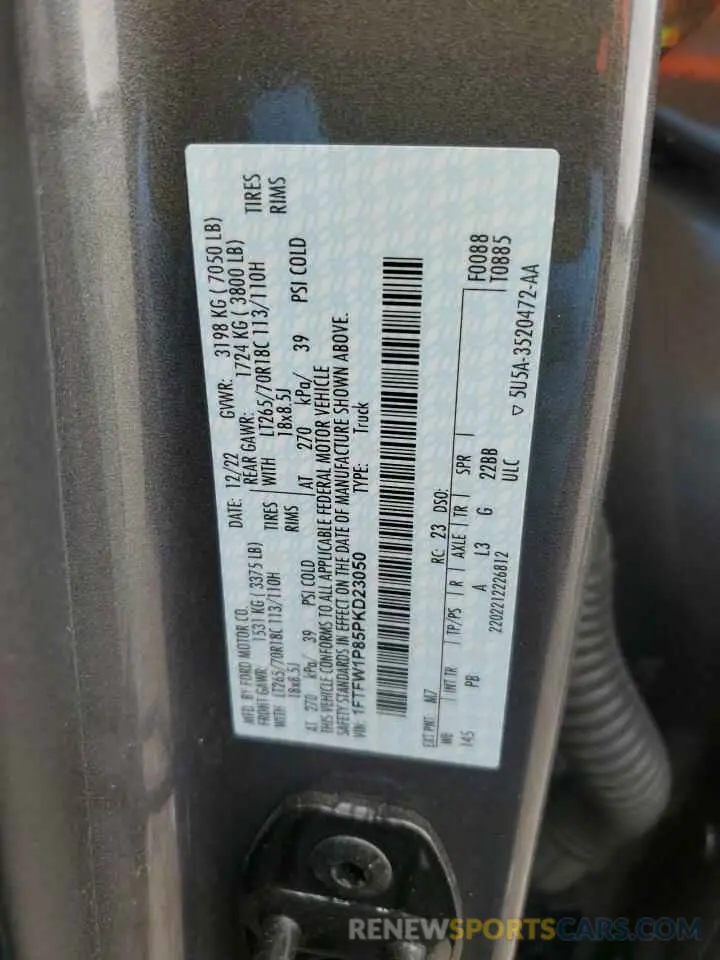 MFD. BY FORD MOTOR CO. DATE: 12/22 GVWR: 3198 KG ( 7050 LB)
FRONT GAWR: 1531 KG ( 3375 LB) REAR GAWR: 1724 KG ( 3800 LB)
WITH LT265/70R18C 113/110H TIRES WITH LT265/70R18C 113/110H TIRES
18x8.5J RIMS 18x8.5J RIMS
AT 270 kPa/ 39 PSI COLD AT 270 kPa/ 39 PSI COLD
THIS VEHICLE CONFORMS TO ALL APPLICABLE FEDERAL MOTOR VEHICLE
SAFETY STANDARDS IN EFFECT ON THE DATE OF MANUFACTURE SHOWN ABOVE.
VIN: 1FTFW1P85PKD23050 TYPE: Truck
EXT PNT: M7 RC: 23 DSO: F0088
WB INT TR TP/PS R AXLE TR SPR T0885
145 PB A L3 G 22BB
2202212226812 ULC ▽ 5U5A-3520472-AA
RENEWSPORTSCARS.COM